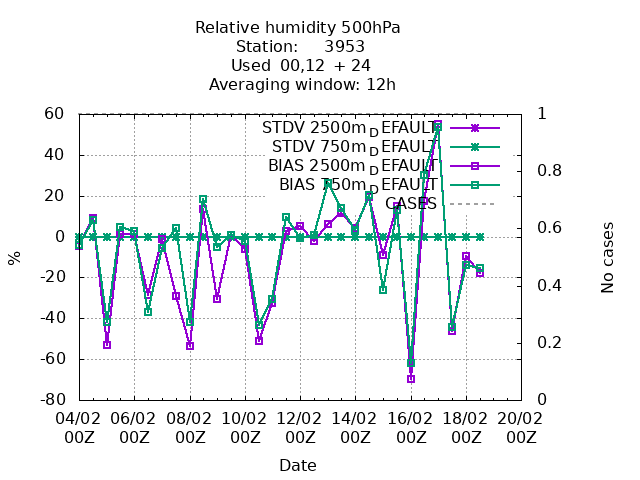 Relative humidity 500hPa
Station: 3953
Used 00,12 + 24
Averaging window: 12h
60 1
STDV 2500m_DEFAULT
STDV 750m_DEFAULT
40
0.8
BIAS 2500m_DEFAULT
BIAS 750m_DEFAULT
20
CASES
0.6
0
%
No cases
-20
0.4
-40
0.2
-60
-80 0
04/02 06/02 08/02 10/02 12/02 14/02 16/02 18/02 20/02
00Z 00Z 00Z 00Z 00Z 00Z 00Z 00Z 00Z
Date